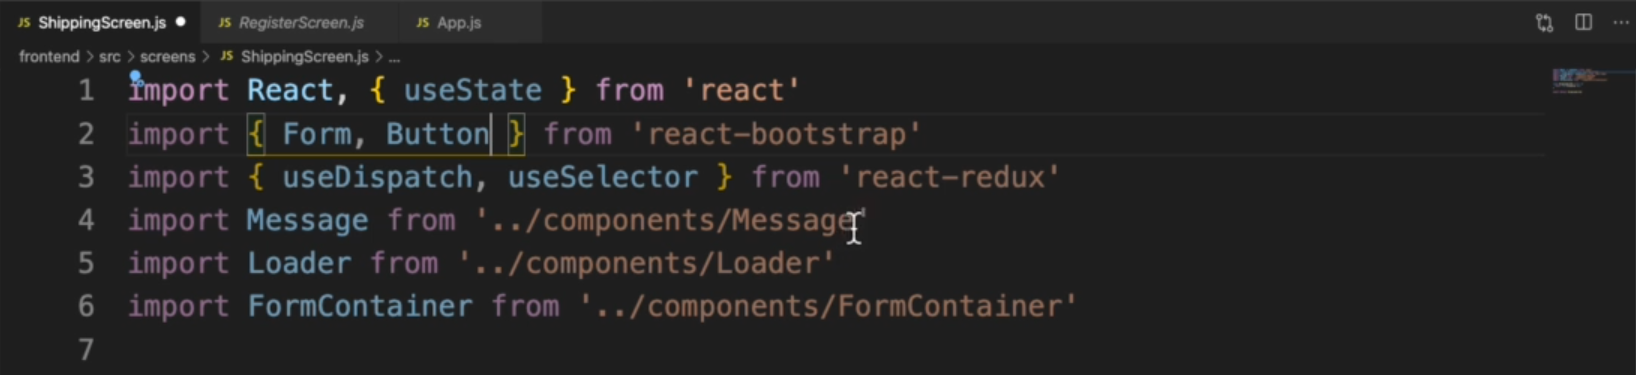 JS ShippingScreen.js JS RegisterScreen.js JS App.js ...
frontend > src > screens > JS ShippingScreen.js > ...
1 import React, { useState } from 'react'
2 import { Form, Button } from 'react-bootstrap'
3 import { useDispatch, useSelector } from 'react-redux'
4 import Message from '../components/Message'
5 import Loader from '../components/Loader'
6 import FormContainer from '../components/FormContainer'
7